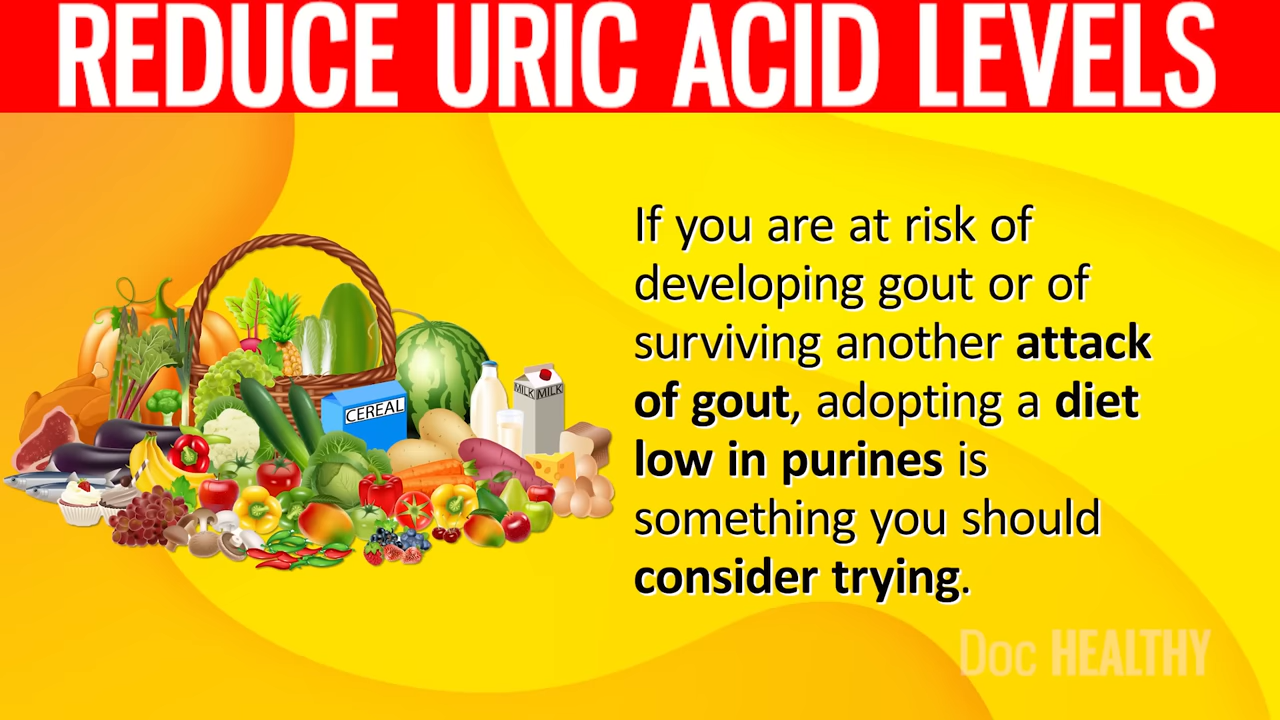 REDUCE URIC ACID LEVELS
If you are at risk of
developing gout or of
surviving another attack
of gout, adopting a diet
low in purines is
something you should
consider trying.
CEREAL
MILK MILK
Doc HEALTHY